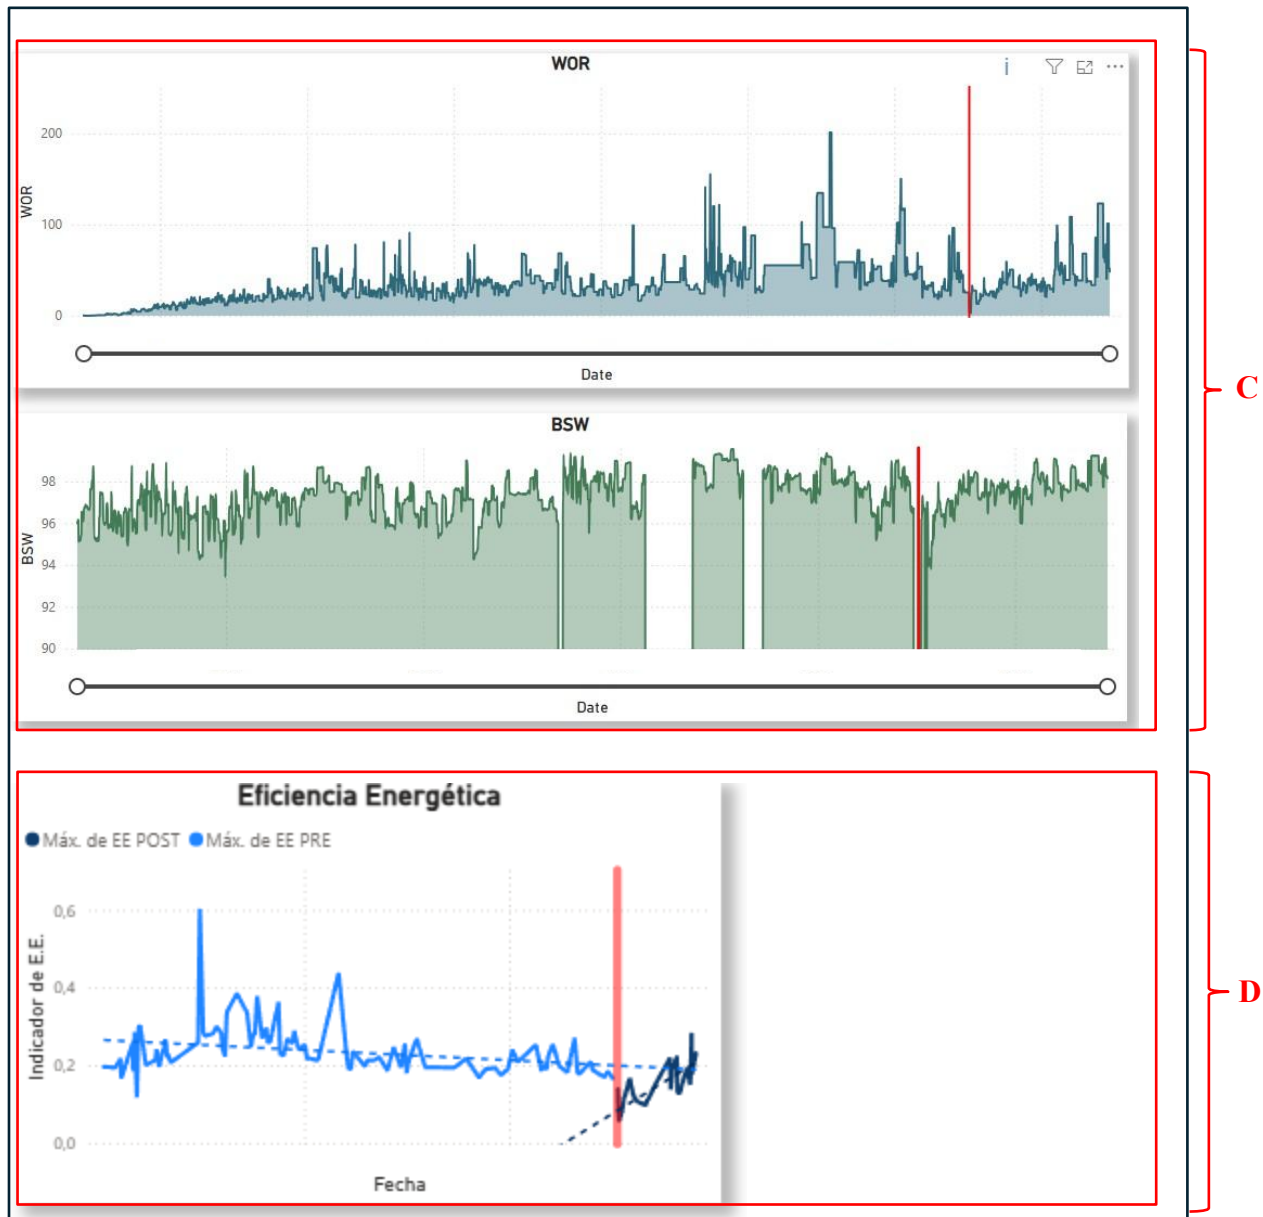 WOR
200
100
0
WOR
Date
C
BSW
98
96
94
92
90
BSW
Date
Eficiencia Energética
Máx. de EE POST Máx. de EE PRE
0,6
0,4
0,2
0,0
Indicador de E.E.
Fecha
D